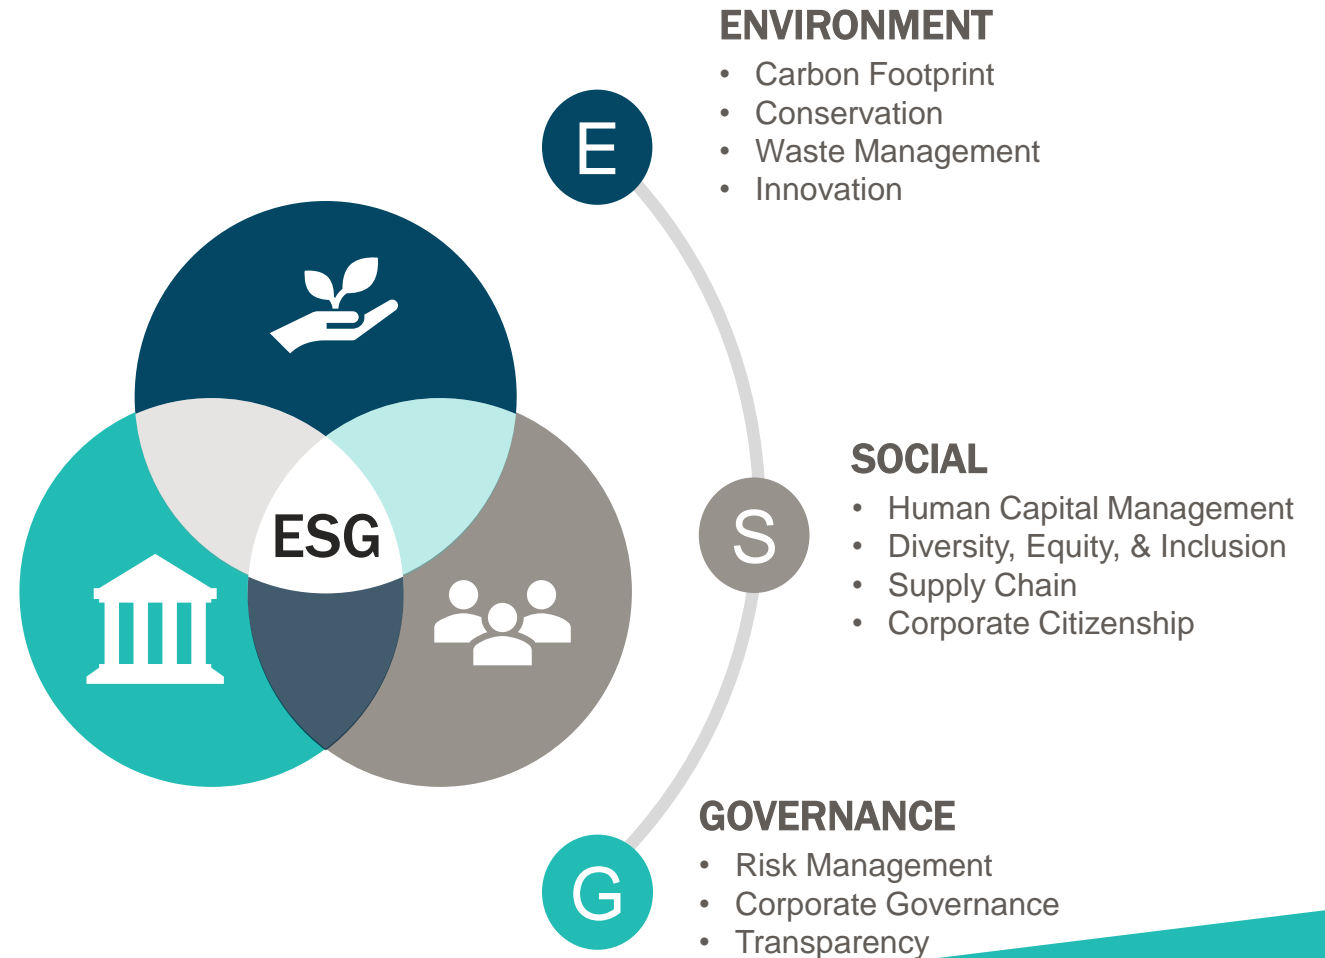 ENVIRONMENT
• Carbon Footprint
• Conservation
• Waste Management
• Innovation
E
ESG
SOCIAL
• Human Capital Management
• Diversity, Equity, & Inclusion
• Supply Chain
• Corporate Citizenship
S
GOVERNANCE
• Risk Management
• Corporate Governance
• Transparency
G